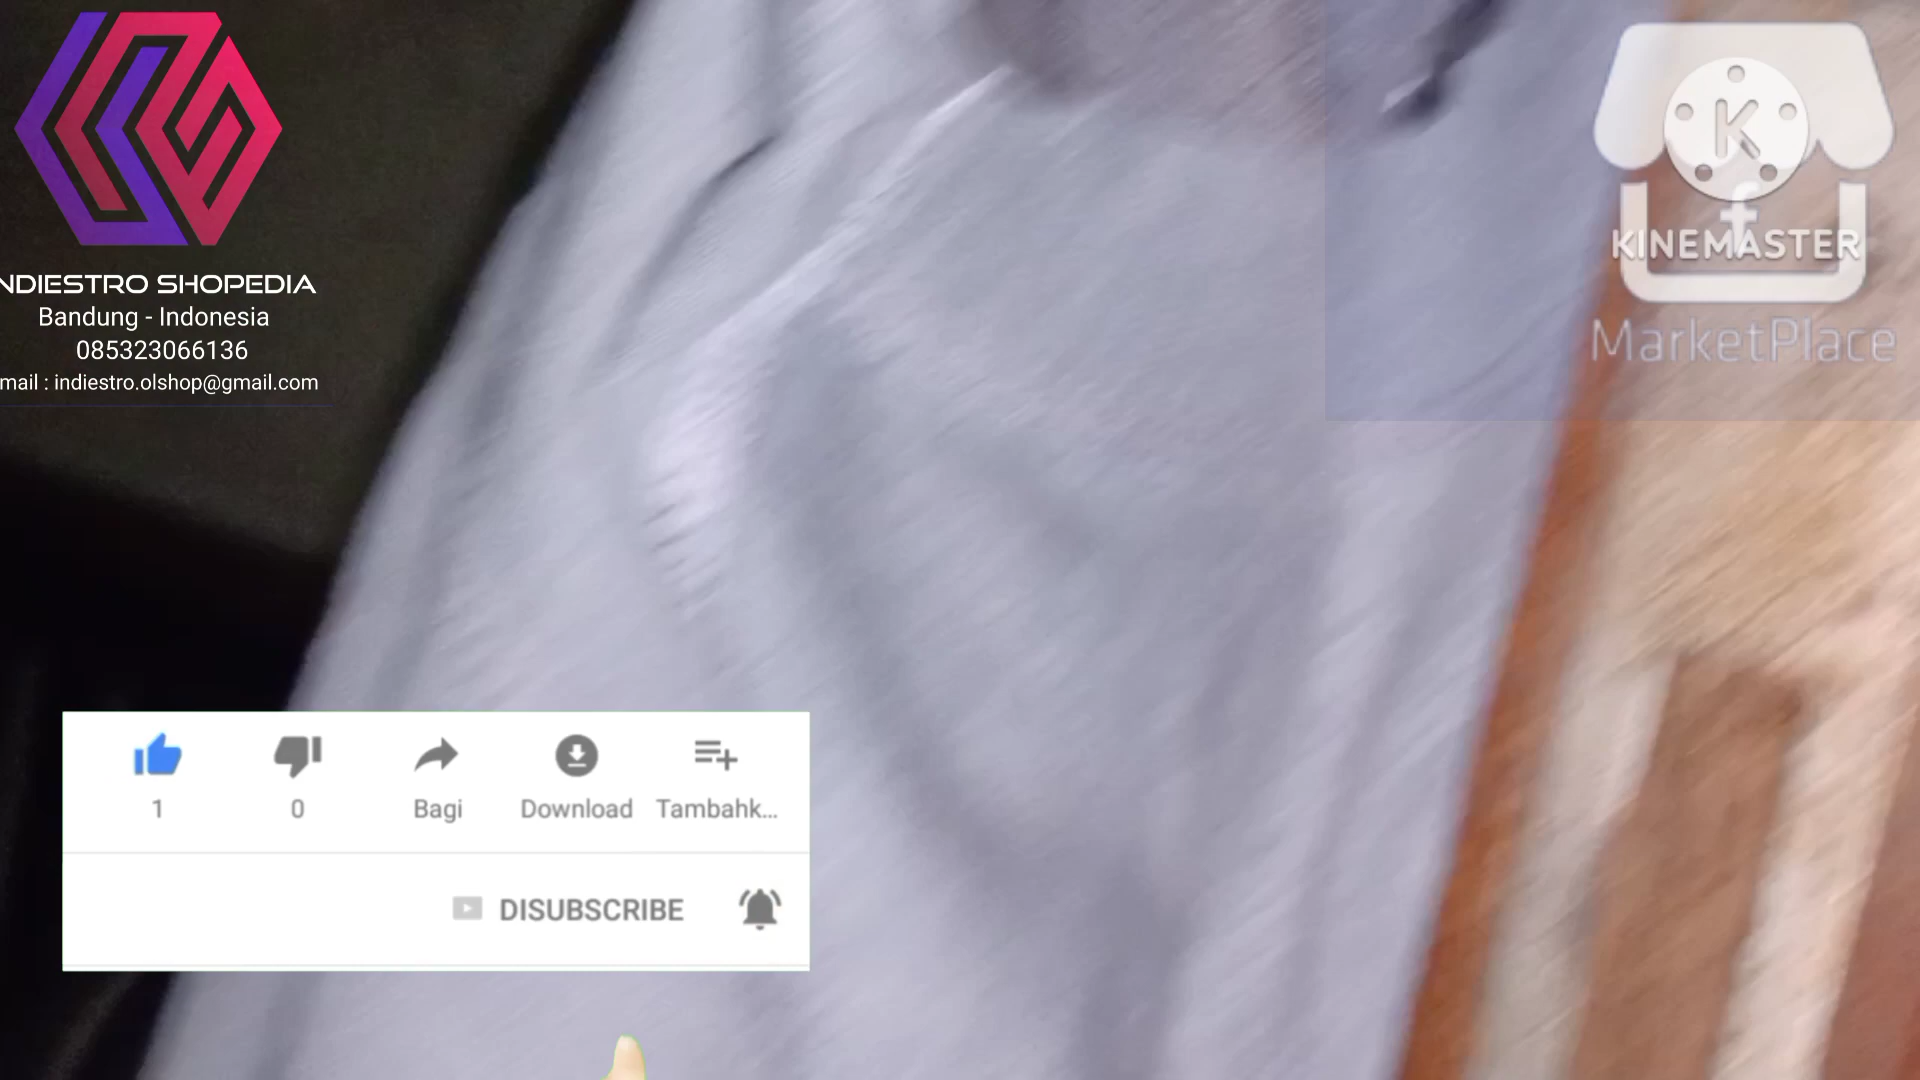 NDIESTRO SHOPEDIA
Bandung - Indonesia
085323066136
mail : indiestro.olshop@gmail.com
K
f
KINEMASTER
MarketPlace
1
0
Bagi
Download
Tambahk...
DISUBSCRIBE